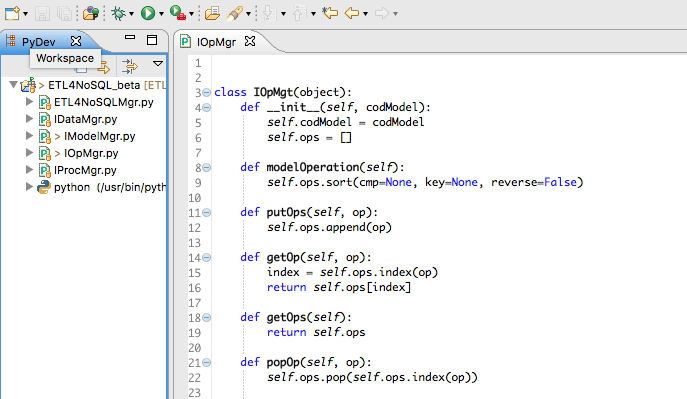 PyDev
IOpMgr
Workspace
> ETL4NoSQL_beta [ETL
ETL4NoSQLMgr.py
IDataMgr.py
> IModelMgr.py
> IOpMgr.py
IProcMgr.py
python (/usr/bin/pyth
1
2
3 class IOpMgt(object):
4 def __init__(self, codModel):
5 self.codModel = codModel
6 self.ops = []
7
8 def modelOperation(self):
9 self.ops.sort(cmp=None, key=None, reverse=False)
10
11 def putOps(self, op):
12 self.ops.append(op)
13
14 def getOp(self, op):
15 index = self.ops.index(op)
16 return self.ops[index]
17
18 def getOps(self):
19 return self.ops
20
21 def popOp(self, op):
22 self.ops.pop(self.ops.index(op))
23